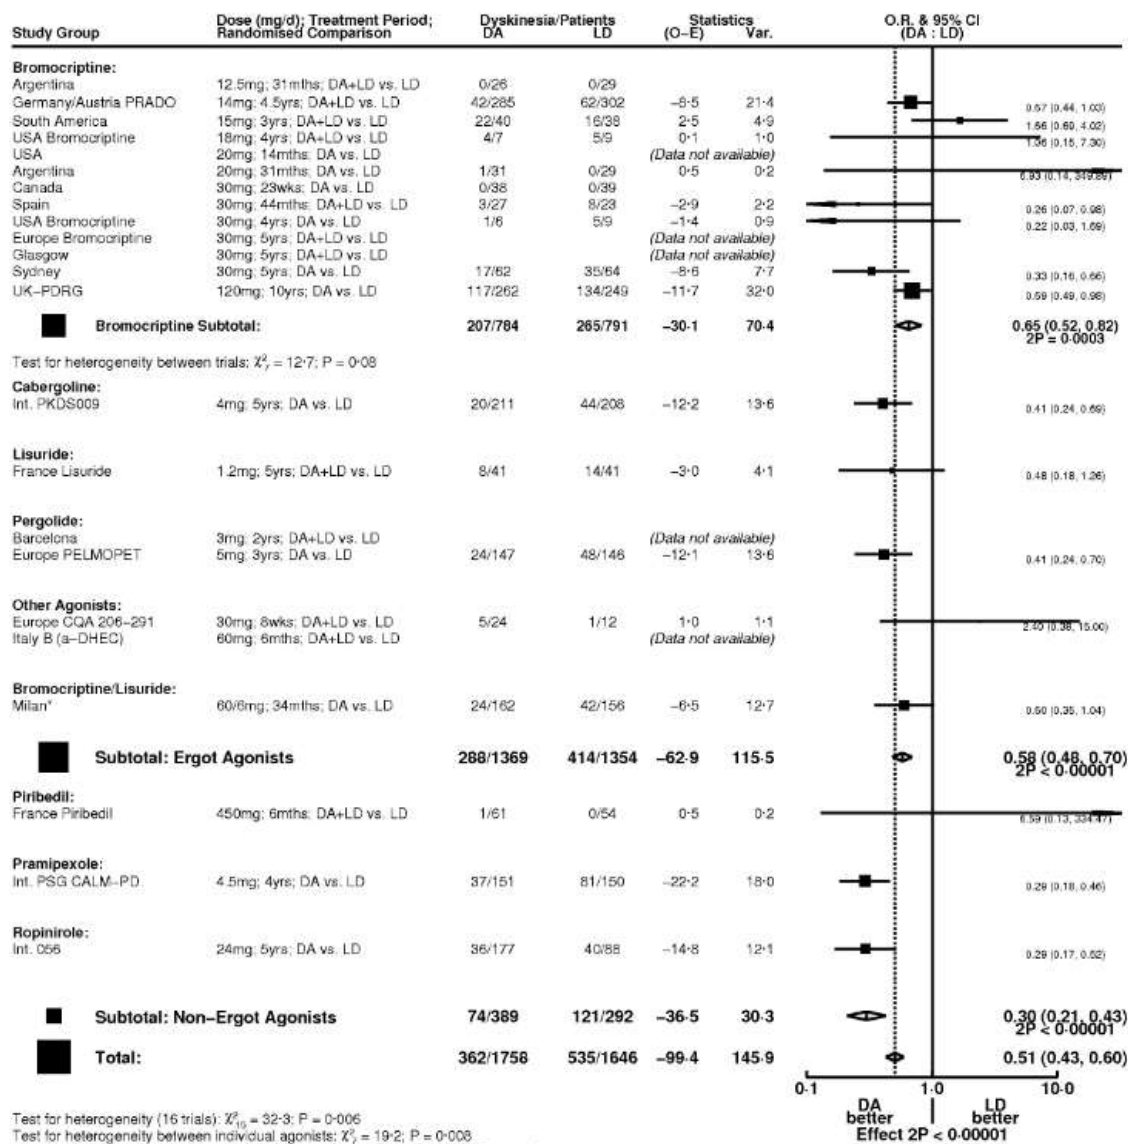 Study Group Dose (mg/d); Treatment Period; Randomised Comparison Dyskinesia/Patients DA LD Statistics (O−E) Var. O.R. & 95% CI (DA : LD)
Bromocriptine:
Argentina 12.5mg; 31mths; DA+LD vs. LD 0/26 0/29
Germany/Austria PRADO 14mg; 4.5yrs; DA+LD vs. LD 42/285 62/302 −8·5 21·4 (0.44, 1.03)
South America 15mg; 3yrs; DA+LD vs. LD 22/40 16/38 2·5 4·9 (0.69, 4.02)
USA Bromocriptine 18mg; 4yrs; DA+LD vs. LD 4/7 5/9 0·1 1·0 (0.15, 7.30)
USA 20mg; 14mths; DA vs. LD (Data not available)
Argentina 20mg; 31mths; DA vs. LD 1/31 0/29 0·5 0·2 6.93 (0.14, 349.89)
Canada 30mg; 23wks; DA vs. LD 0/38 0/39
Spain 30mg; 44mths; DA+LD vs. LD 3/27 8/23 −2·9 2·2 0.26 (0.07, 0.98)
USA Bromocriptine 30mg; 4yrs; DA vs. LD 1/6 5/9 −1·4 0·9 0.22 (0.03, 1.69)
Europe Bromocriptine 30mg; 5yrs; DA+LD vs. LD (Data not available)
Glasgow 30mg; 5yrs; DA+LD vs. LD (Data not available)
Sydney 30mg; 5yrs; DA vs. LD 17/62 35/64 −8·6 7·7 0.33 (0.16, 0.66)
UK−PDRG 120mg; 10yrs; DA vs. LD 117/262 134/249 −11·7 32·0 (0.49, 0.98)
Bromocriptine Subtotal: 207/784 265/791 −30·1 70·4 0.65 (0.52, 0.82)
2P = 0·0003
Test for heterogeneity between trials: χ²₇ = 12·7; P = 0·08
Cabergoline:
Int. PKDS009 4mg; 5yrs; DA vs. LD 20/211 44/208 −12·2 13·6 0.41 (0.24, 0.69)
Lisuride:
France Lisuride 1.2mg; 5yrs; DA+LD vs. LD 8/41 14/41 −3·0 4·1 0.48 (0.18, 1.26)
Pergolide:
Barcelona 3mg; 2yrs; DA+LD vs. LD (Data not available)
Europe PELMOPET 5mg; 3yrs; DA vs. LD 24/147 48/146 −12·1 13·6 0.41 (0.24, 0.70)
Other Agonists:
Europe CQA 206−291 30mg; 8wks; DA+LD vs. LD 5/24 1/12 1·0 1·1 2.40 (0.38, 15.00)
Italy B (a−DHEC) 60mg; 6mths; DA+LD vs. LD (Data not available)
Bromocriptine/Lisuride:
Milan* 60/6mg; 34mths; DA vs. LD 24/162 42/156 −6·5 12·7 (0.35, 1.04)
Subtotal: Ergot Agonists 288/1369 414/1354 −62·9 115·5 0.58 (0.48, 0.70)
2P < 0·00001
Piribedil:
France Piribedil 450mg; 6mths; DA+LD vs. LD 1/61 0/54 0·5 0·2 6.59 (0.13, 334.47)
Pramipexole:
Int. PSG CALM−PD 4.5mg; 4yrs; DA vs. LD 37/151 81/150 −22·2 18·0 0.29 (0.18, 0.46)
Ropinirole:
Int. 056 24mg; 5yrs; DA vs. LD 36/177 40/88 −14·8 12·1 0.29 (0.17, 0.52)
Subtotal: Non−Ergot Agonists 74/389 121/292 −36·5 30·3 0.30 (0.21, 0.43)
2P < 0·00001
Total: 362/1758 535/1646 −99·4 145·9 0.51 (0.43, 0.60)
0·1 1·0 10·0
DA better LD better
Test for heterogeneity (16 trials): χ²₁₅ = 32·3; P = 0·006
Test for heterogeneity between individual agonists: χ²₇ = 19·2; P = 0·008
Effect 2P < 0·00001